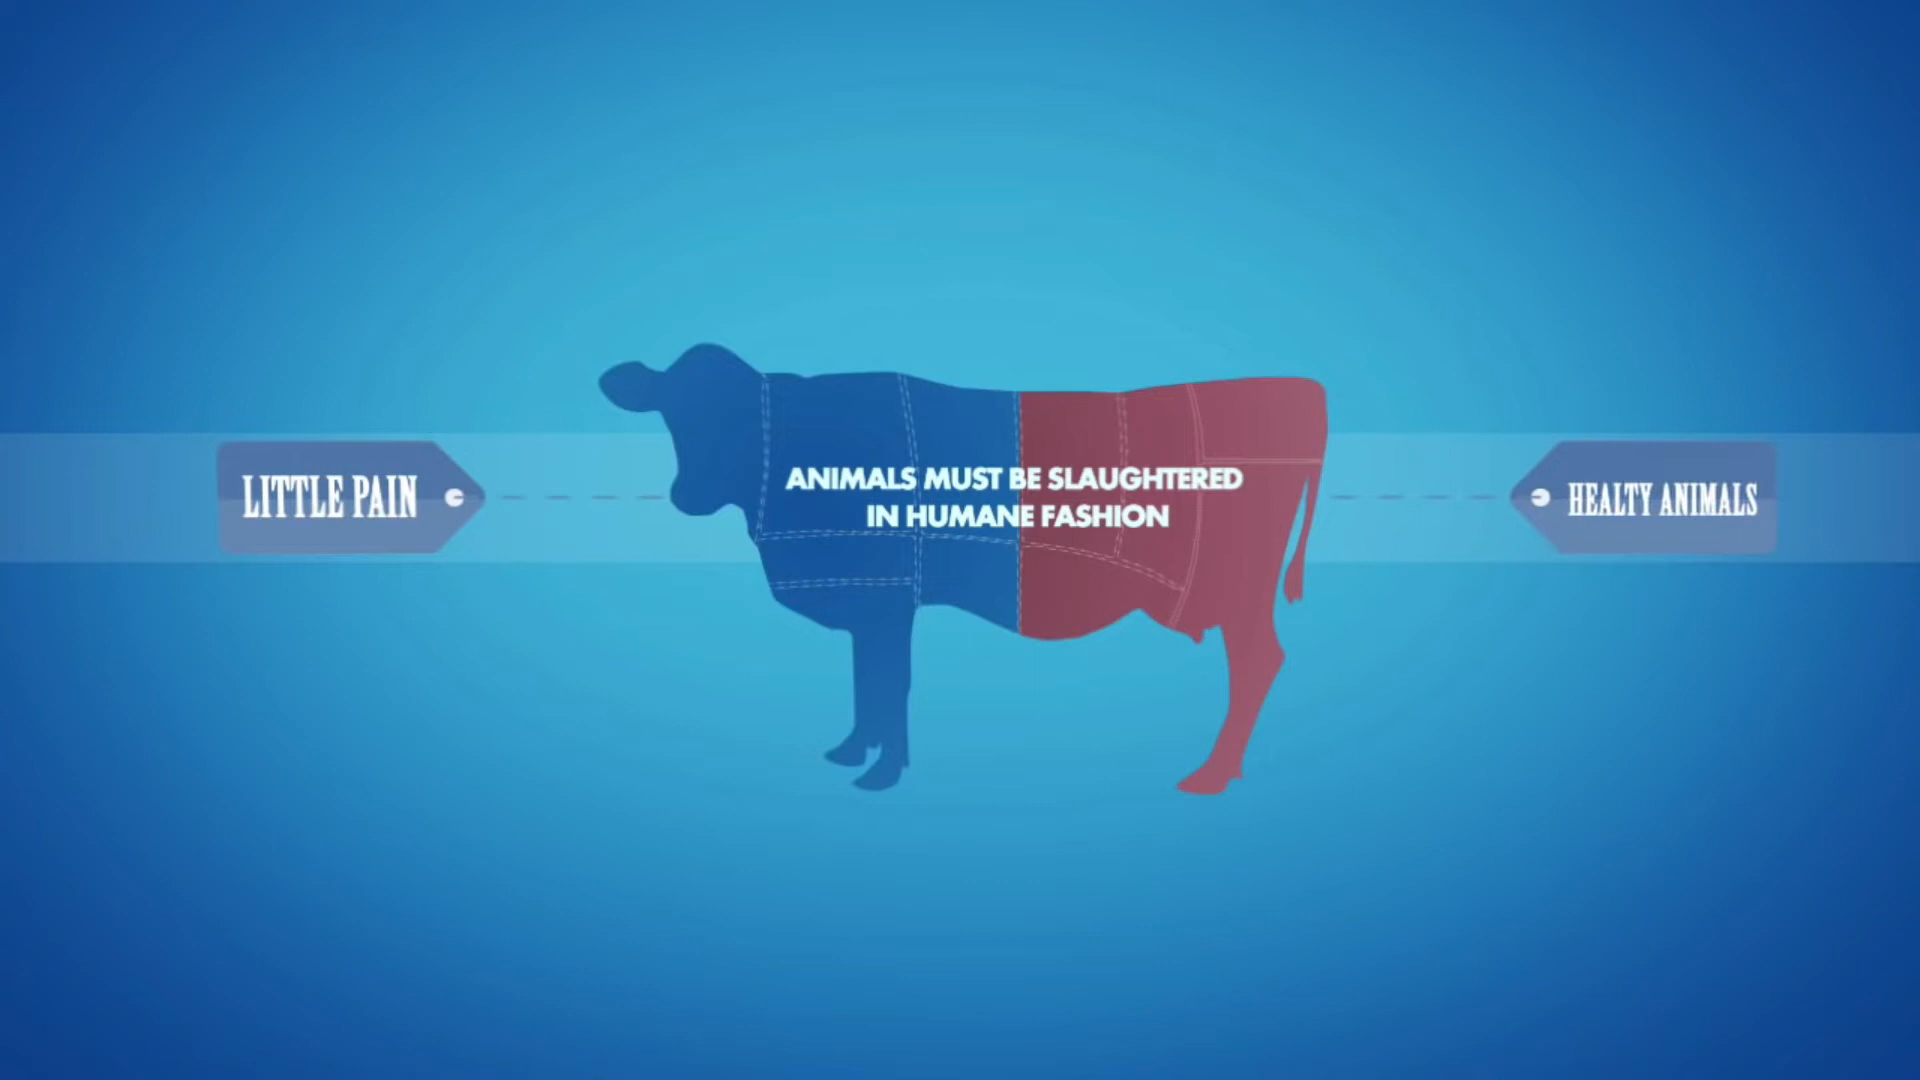 LITTLE PAIN
ANIMALS MUST BE SLAUGHTERED
IN HUMANE FASHION
HEALTY ANIMALS